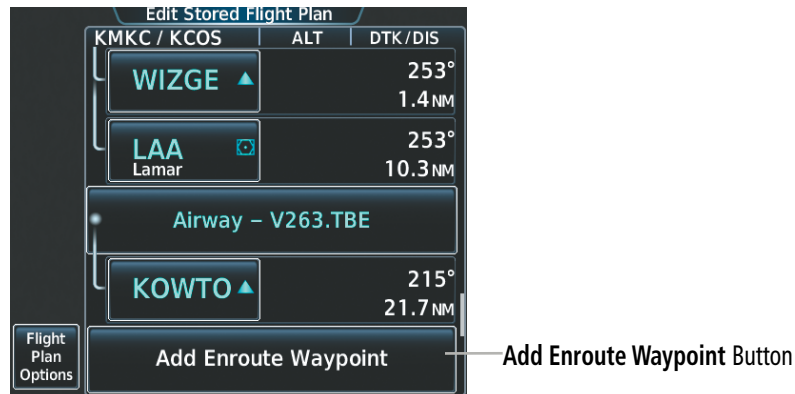 Edit Stored Flight Plan
KMKC / KCOS ALT DTK/DIS
WIZGE 253°
1.4NM
LAA 253°
Lamar 10.3NM
Airway – V263.TBE
KOWTO 215°
21.7NM
Flight
Plan
Options
Add Enroute Waypoint
Add Enroute Waypoint Button